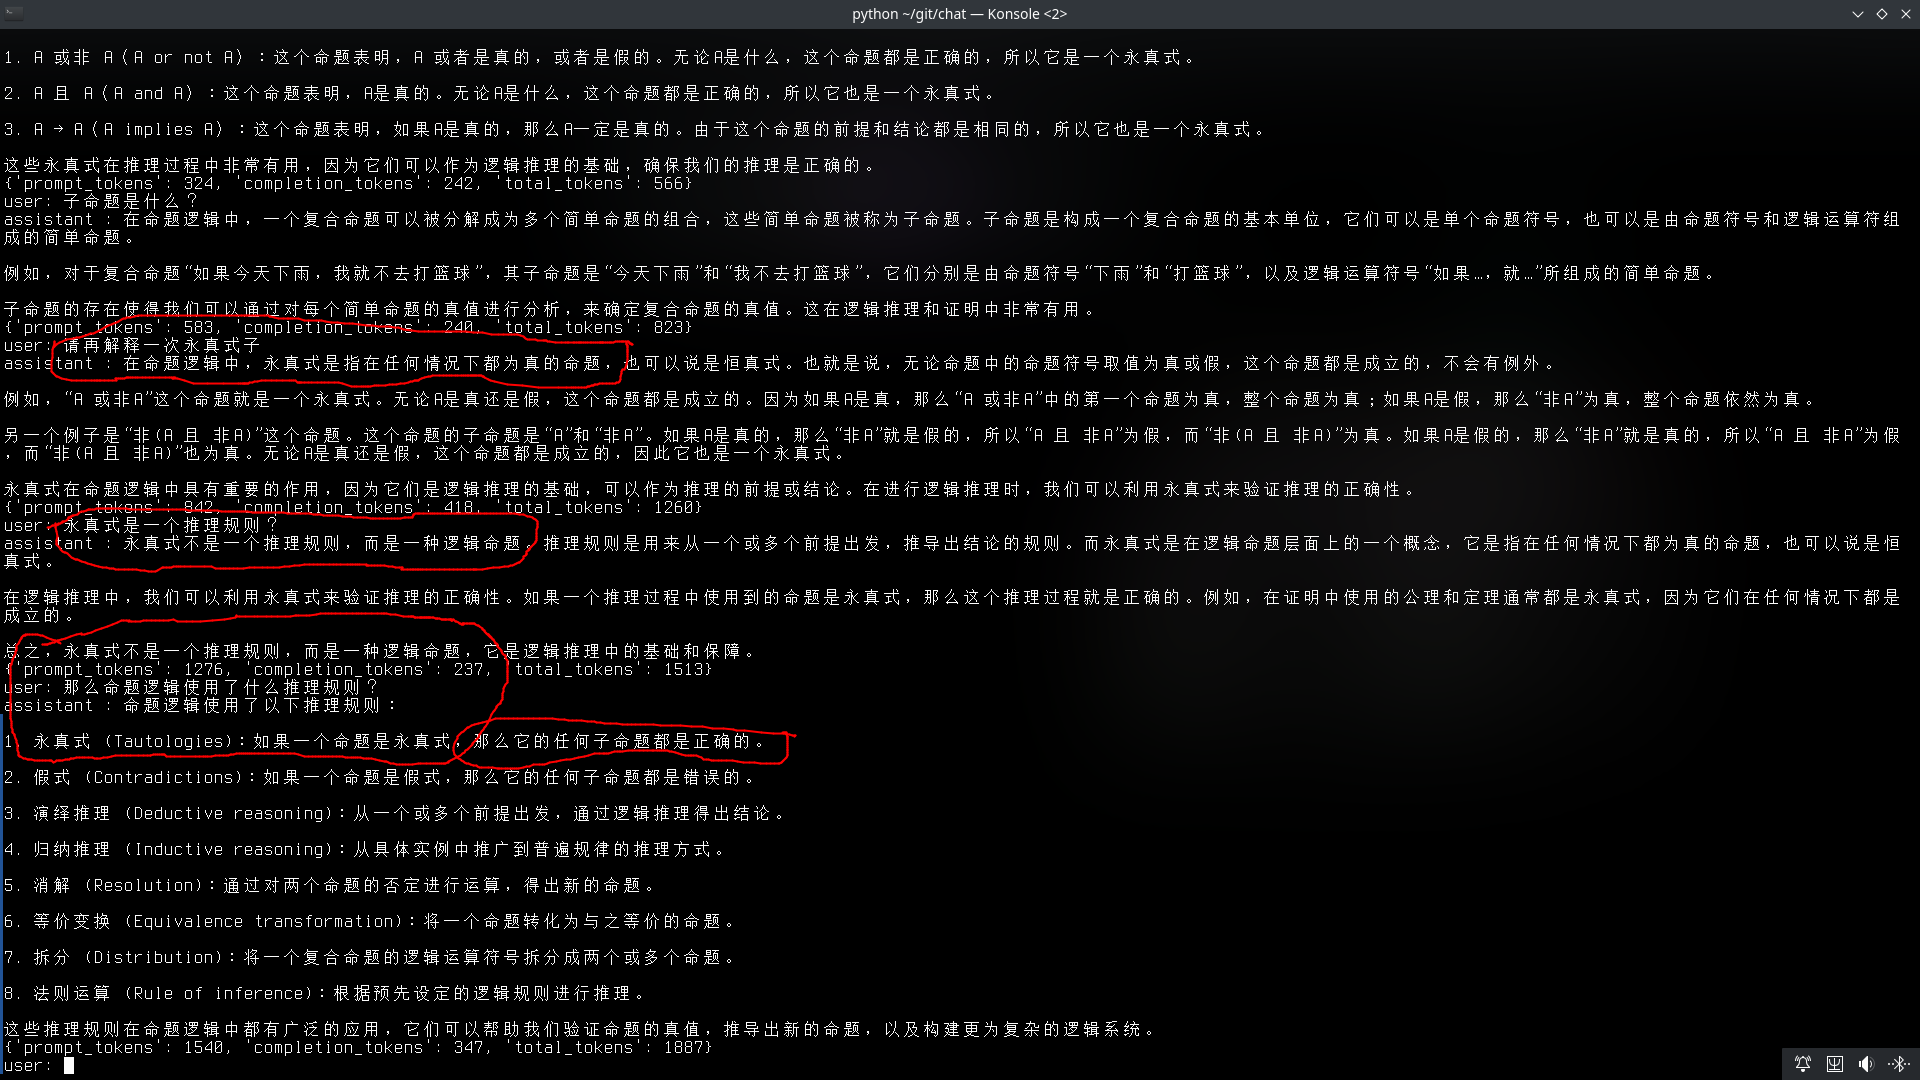 python ~/git/chat — Konsole <2>
1. A 或非 A（A or not A）：这个命题表明，A 或者是真的，或者是假的。无论A是什么，这个命题都是正确的，所以它是一个永真式。
2. A 且 A（A and A）：这个命题表明，A是真的。无论A是什么，这个命题都是正确的，所以它也是一个永真式。
3. A → A（A implies A）：这个命题表明，如果A是真的，那么A一定是真的。由于这个命题的前提和结论都是相同的，所以它也是一个永真式。
这些永真式在推理过程中非常有用，因为它们可以作为逻辑推理的基础，确保我们的推理是正确的。
{'prompt_tokens': 324, 'completion_tokens': 242, 'total_tokens': 566}
user: 子命题是什么？
assistant : 在命题逻辑中，一个复合命题可以被分解成为多个简单命题的组合，这些简单命题被称为子命题。子命题是构成一个复合命题的基本单位，它们可以是单个命题符号，也可以是由命题符号和逻辑运算符组
成的简单命题。
例如，对于复合命题“如果今天下雨，我就不去打篮球”，其子命题是“今天下雨”和“我不去打篮球”，它们分别是由命题符号“下雨”和“打篮球”，以及逻辑运算符号“如果…，就…”所组成的简单命题。
子命题的存在使得我们可以通过对每个简单命题的真值进行分析，来确定复合命题的真值。这在逻辑推理和证明中非常有用。
{'prompt_tokens': 583, 'completion_tokens': 240, 'total_tokens': 823}
user: 请再解释一次永真式子
assistant : 在命题逻辑中，永真式是指在任何情况下都为真的命题，也可以说是恒真式。也就是说，无论命题中的命题符号取值为真或假，这个命题都是成立的，不会有例外。
例如，“A 或非A”这个命题就是一个永真式。无论A是真还是假，这个命题都是成立的。因为如果A是真，那么“A 或非A”中的第一个命题为真，整个命题为真；如果A是假，那么“非A”为真，整个命题依然为真。
另一个例子是“非(A 且 非A)”这个命题。这个命题的子命题是“A”和“非A”。如果A是真的，那么“非A”就是假的，所以“A 且 非A”为假，而“非(A 且 非A)”为真。如果A是假的，那么“非A”就是真的，所以“A 且 非A”为假
，而“非(A 且 非A)”也为真。无论A是真还是假，这个命题都是成立的，因此它也是一个永真式。
永真式在命题逻辑中具有重要的作用，因为它们是逻辑推理的基础，可以作为推理的前提或结论。在进行逻辑推理时，我们可以利用永真式来验证推理的正确性。
{'prompt_tokens': 842, 'completion_tokens': 418, 'total_tokens': 1260}
user: 永真式是一个推理规则？
assistant : 永真式不是一个推理规则，而是一种逻辑命题。推理规则是用来从一个或多个前提出发，推导出结论的规则。而永真式是在逻辑命题层面上的一个概念，它是指在任何情况下都为真的命题，也可以说是恒
真式。
在逻辑推理中，我们可以利用永真式来验证推理的正确性。如果一个推理过程中使用到的命题是永真式，那么这个推理过程就是正确的。例如，在证明中使用的公理和定理通常都是永真式，因为它们在任何情况下都是
成立的。
总之，永真式不是一个推理规则，而是一种逻辑命题，它是逻辑推理中的基础和保障。
{'prompt_tokens': 1276, 'completion_tokens': 237, 'total_tokens': 1513}
user: 那么命题逻辑使用了什么推理规则？
assistant : 命题逻辑使用了以下推理规则：
1. 永真式 (Tautologies)：如果一个命题是永真式，那么它的任何子命题都是正确的。
2. 假式 (Contradictions)：如果一个命题是假式，那么它的任何子命题都是错误的。
3. 演绎推理 (Deductive reasoning)：从一个或多个前提出发，通过逻辑推理得出结论。
4. 归纳推理 (Inductive reasoning)：从具体实例中推广到普遍规律的推理方式。
5. 消解 (Resolution)：通过对两个命题的否定进行运算，得出新的命题。
6. 等价变换 (Equivalence transformation)：将一个命题转化为与之等价的命题。
7. 拆分 (Distribution)：将一个复合命题的逻辑运算符号拆分成两个或多个命题。
8. 法则运算 (Rule of inference)：根据预先设定的逻辑规则进行推理。
这些推理规则在命题逻辑中都有广泛的应用，它们可以帮助我们验证命题的真值，推导出新的命题，以及构建更为复杂的逻辑系统。
{'prompt_tokens': 1540, 'completion_tokens': 347, 'total_tokens': 1887}
user: